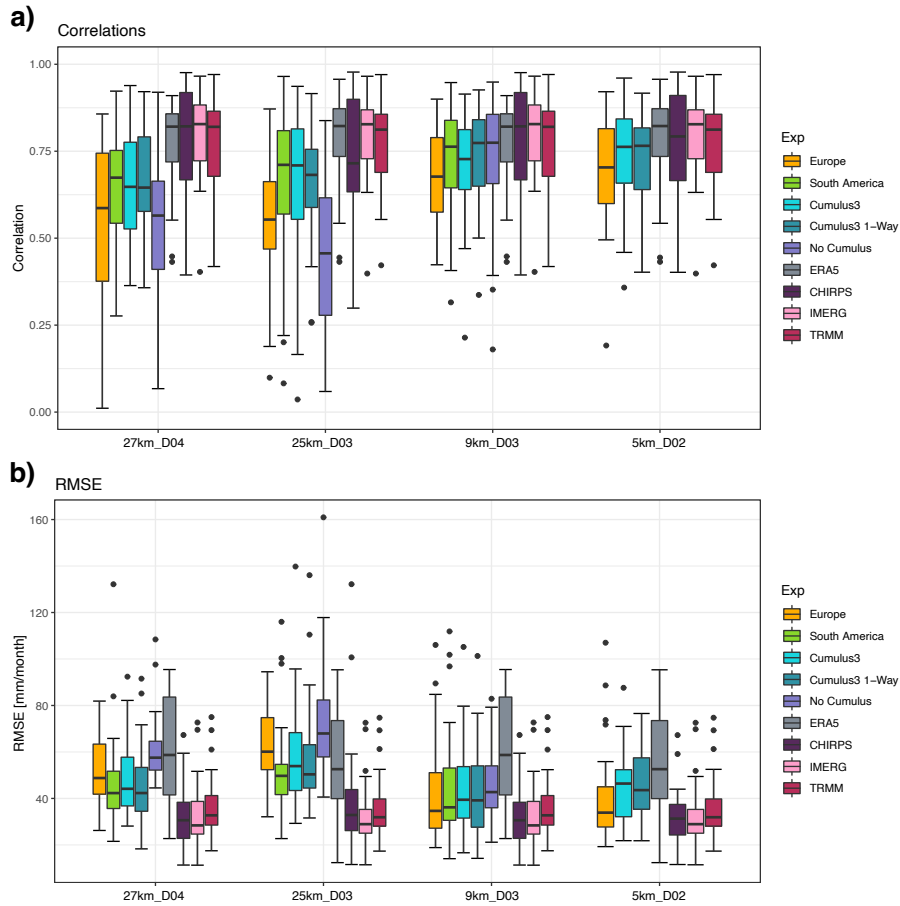 a)
Correlations
1.00
0.75
0.50
0.25
0.00
Correlation
27km_D04 25km_D03 9km_D03 5km_D02
Exp
Europe
South America
Cumulus3
Cumulus3 1−Way
No Cumulus
ERA5
CHIRPS
IMERG
TRMM
b)
RMSE
160
120
80
40
RMSE [mm/month]
27km_D04 25km_D03 9km_D03 5km_D02
Exp
Europe
South America
Cumulus3
Cumulus3 1−Way
No Cumulus
ERA5
CHIRPS
IMERG
TRMM